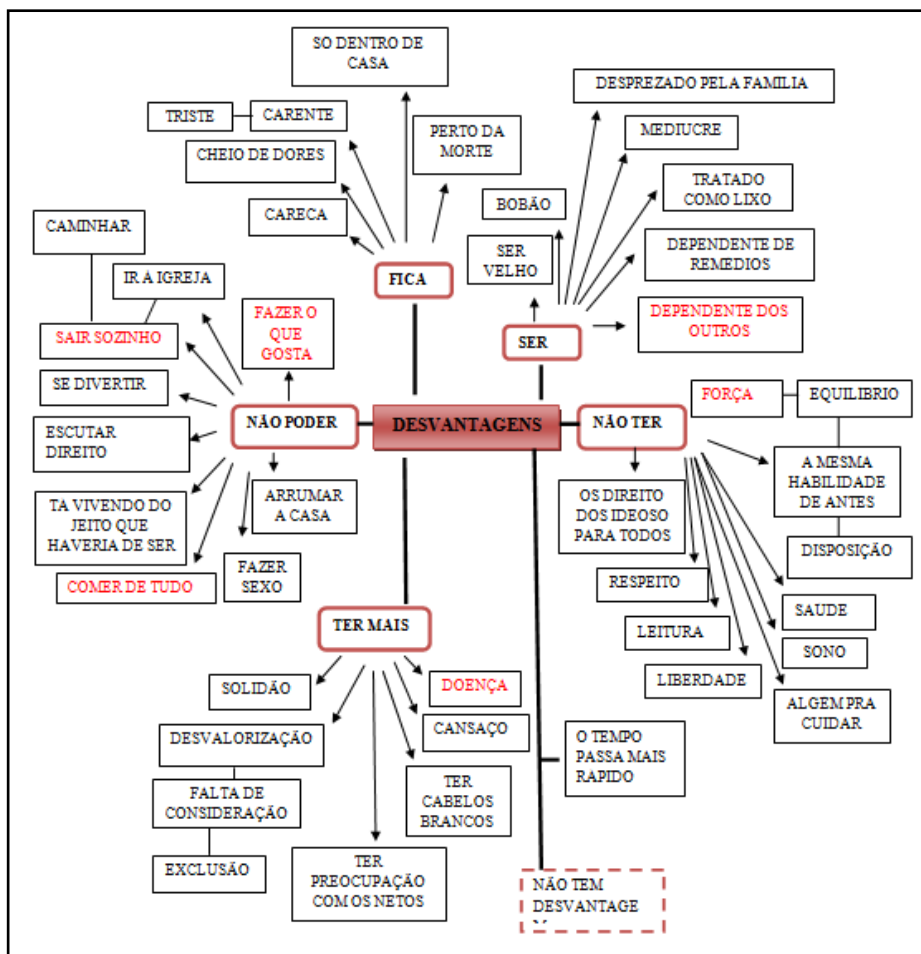 SO DENTRO DE
CASA
TRISTE
CARENTE
CHEIO DE DORES
CARECA
PERTO DA
MORTE
FICA
DESPREZADO PELA FAMILIA
MEDIUCRE
TRATADO
COMO LIXO
BOBÃO
SER
VELHO
DEPENDENTE DE
REMEDIOS
DEPENDENTE DOS
OUTROS
SER
CAMINHAR
IR A IGREJA
SAIR SOZINHO
FAZER O
QUE
GOSTA
SE DIVERTIR
ESCUTAR
DIREITO
NÃO PODER
TA VIVENDO DO
JEITO QUE
HAVERIA DE SER
COMER DE TUDO
FAZER
SEXO
ARRUMAR
A CASA
DESVANTAGENS
NÃO TER
FORÇA
EQUILIBRIO
A MESMA
HABILIDADE
DE ANTES
DISPOSIÇÃO
OS DIREITO
DOS IDEOSO
PARA TODOS
RESPEITO
LEITURA
LIBERDADE
SAUDE
SONO
ALGEM PRA
CUIDAR
TER MAIS
SOLIDÃO
DESVALORIZAÇÃO
FALTA DE
CONSIDERAÇÃO
EXCLUSÃO
DOENÇA
CANSAÇO
TER
CABELOS
BRANCOS
TER
PREOCUPAÇÃO
COM OS NETOS
O TEMPO
PASSA MAIS
RAPIDO
NÃO TEM
DESVANTAGE